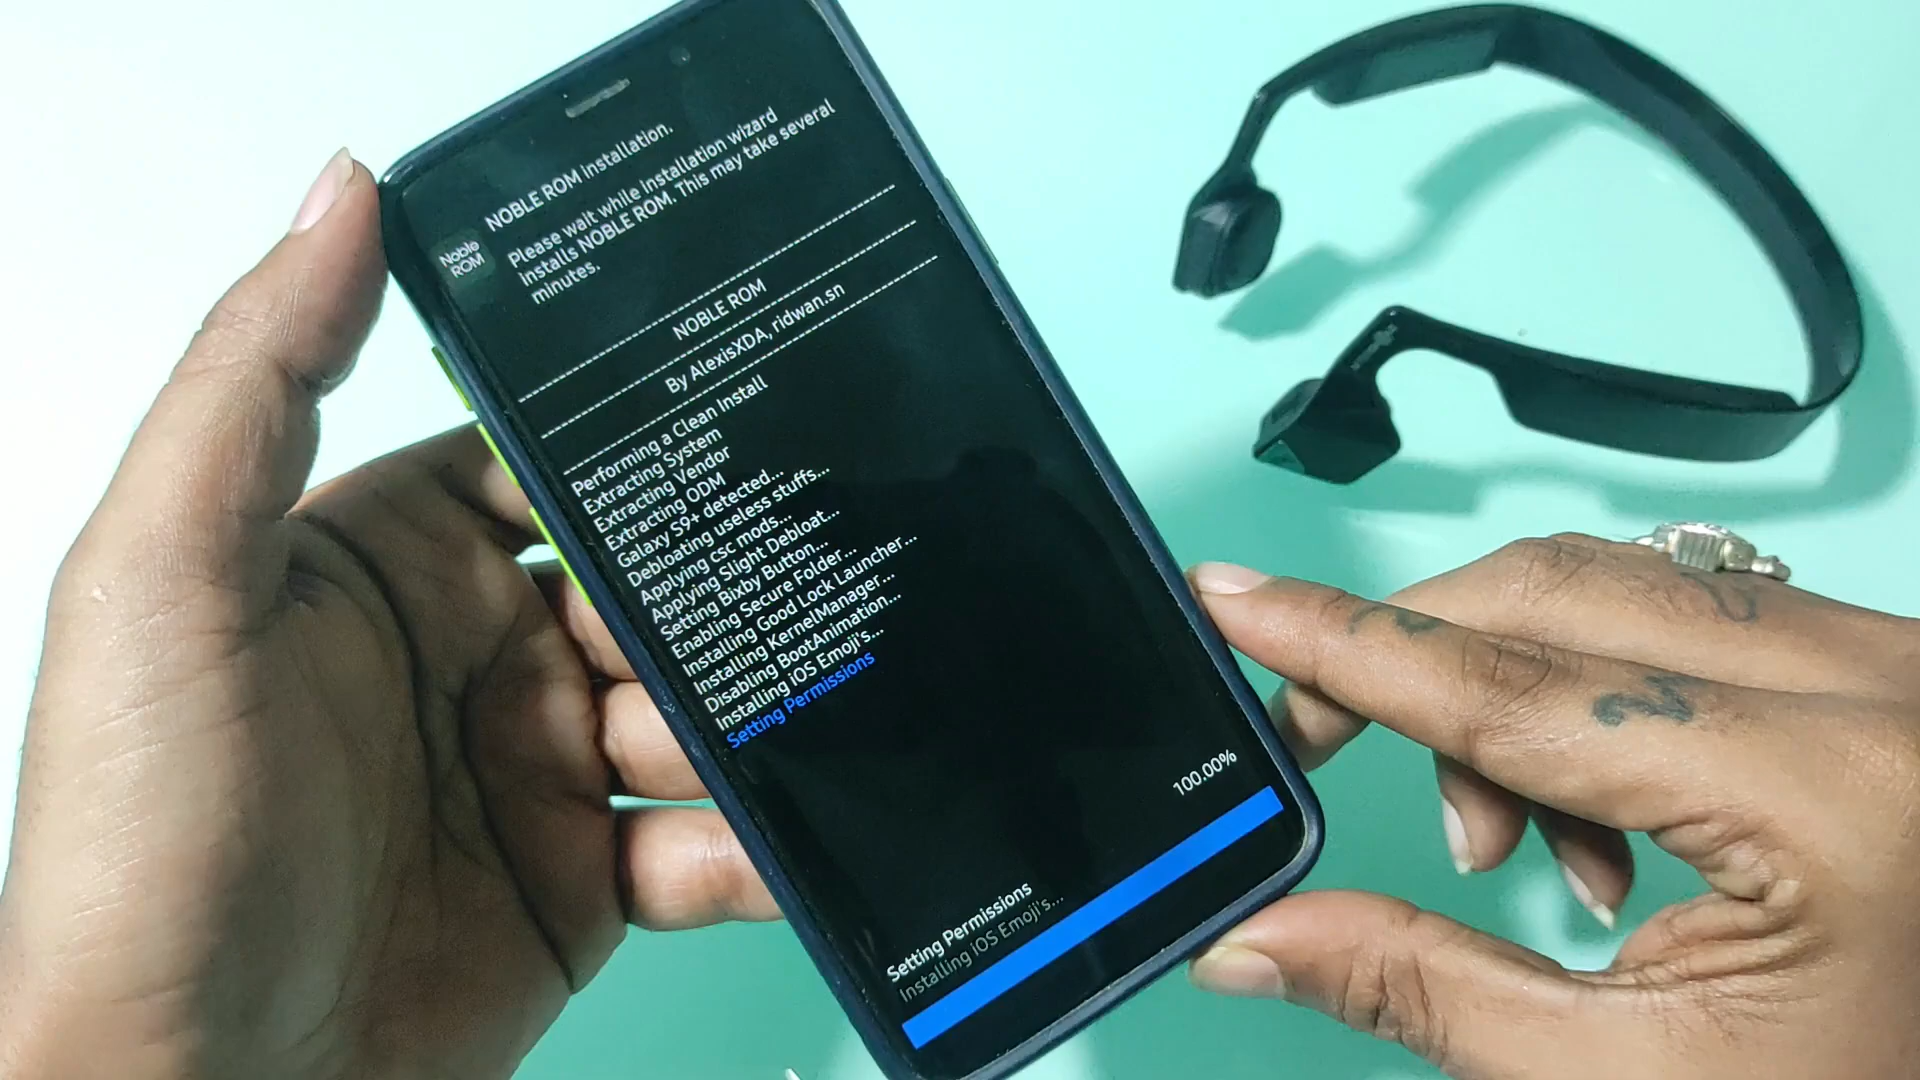 NOBLE ROM installation.
Noble
ROM
Please wait while installation wizard
installs NOBLE ROM. This may take several
minutes.
NOBLE ROM
By AlexisXDA, ridwan.sn
Performing a Clean Install
Extracting System
Extracting Vendor
Extracting ODM
Galaxy S9+ detected...
Debloating useless stuffs...
Applying csc mods...
Applying Slight Debloat...
Setting Bixby Button...
Enabling Secure Folder...
Installing Good Lock Launcher...
Installing KernelManager...
Disabling BootAnimation...
Installing iOS Emoji's...
Setting Permissions
100.00%
Setting Permissions
Installing iOS Emoji's...